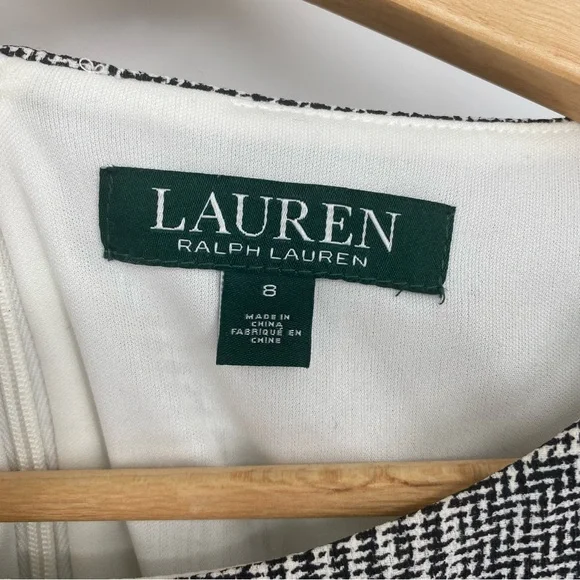 LAUREN
RALPH LAUREN
8
MADE IN
CHINA
FABRIQUÉ EN
CHINE